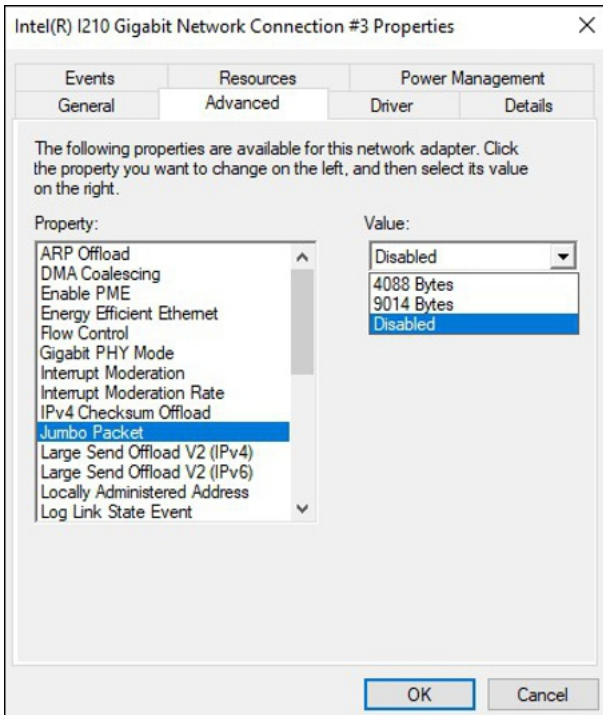 Intel(R) I210 Gigabit Network Connection #3 Properties
Events Resources Power Management
General Advanced Driver Details
The following properties are available for this network adapter. Click
the property you want to change on the left, and then select its value
on the right.
Property:
ARP Offload
DMA Coalescing
Enable PME
Energy Efficient Ethernet
Flow Control
Gigabit PHY Mode
Interrupt Moderation
Interrupt Moderation Rate
IPv4 Checksum Offload
Jumbo Packet
Large Send Offload V2 (IPv4)
Large Send Offload V2 (IPv6)
Locally Administered Address
Log Link State Event
Value:
Disabled
4088 Bytes
9014 Bytes
Disabled
OK Cancel